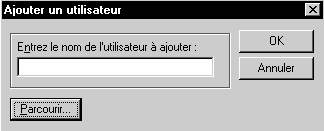 Ajouter un utilisateur
Entrez le nom de l'utilisateur à ajouter :
OK
Annuler
Parcourir...